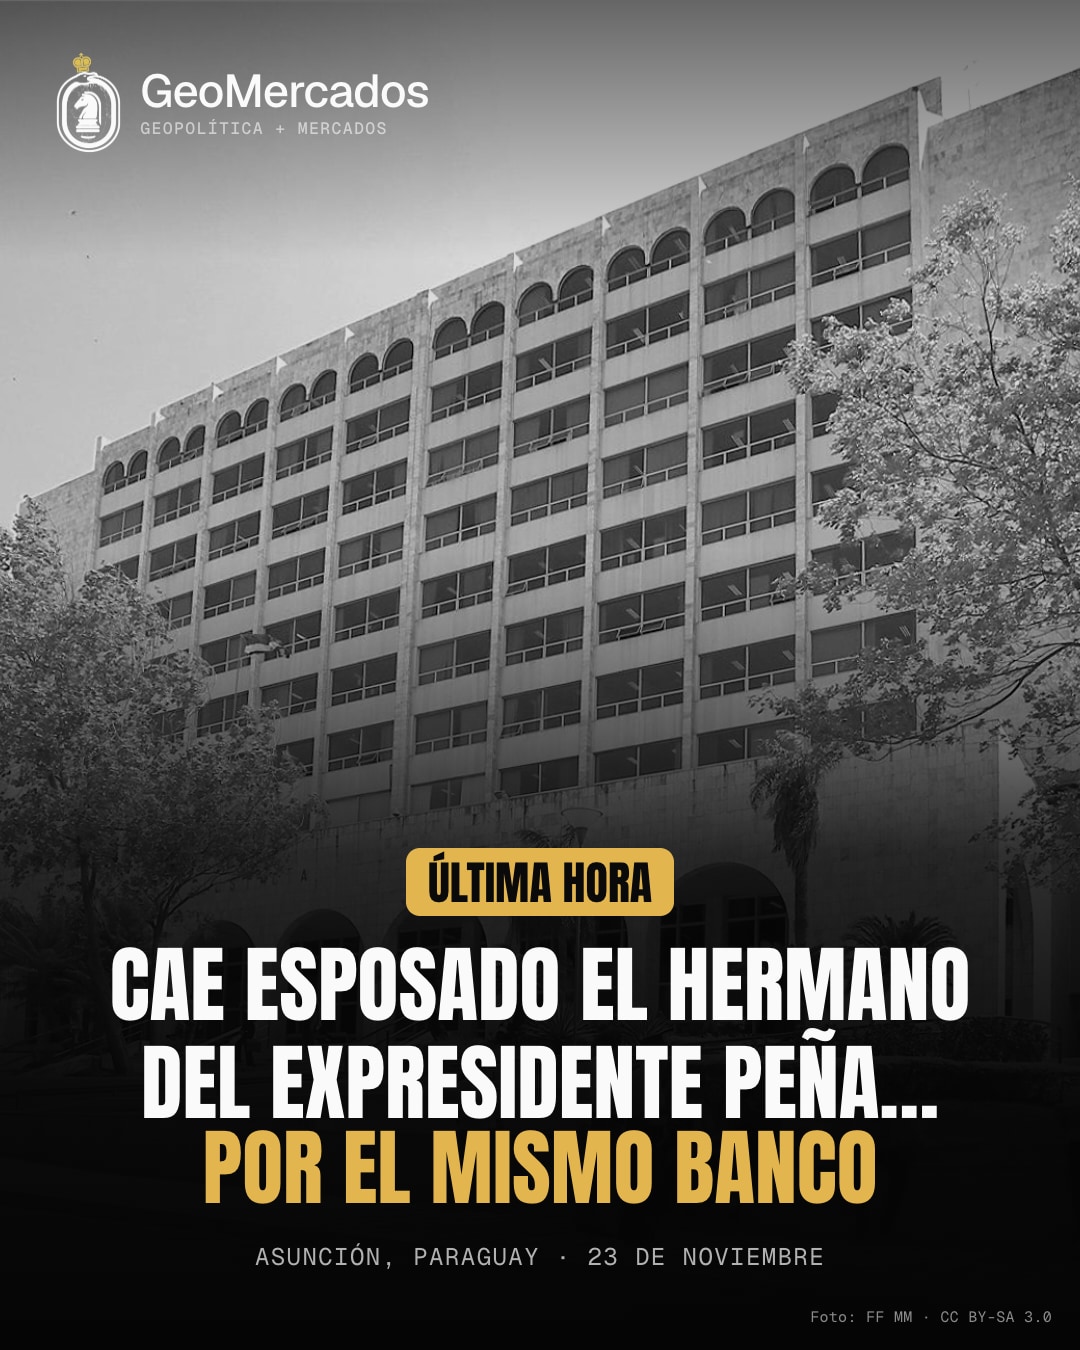 GeoMercados
GEOPOLÍTICA + MERCADOS
ÚLTIMA HORA
CAE ESPOSADO EL HERMANO
DEL EXPRESIDENTE PEÑA...
POR EL MISMO BANCO
ASUNCIÓN, PARAGUAY · 23 DE NOVIEMBRE
Foto: FF MM · CC BY-SA 3.0